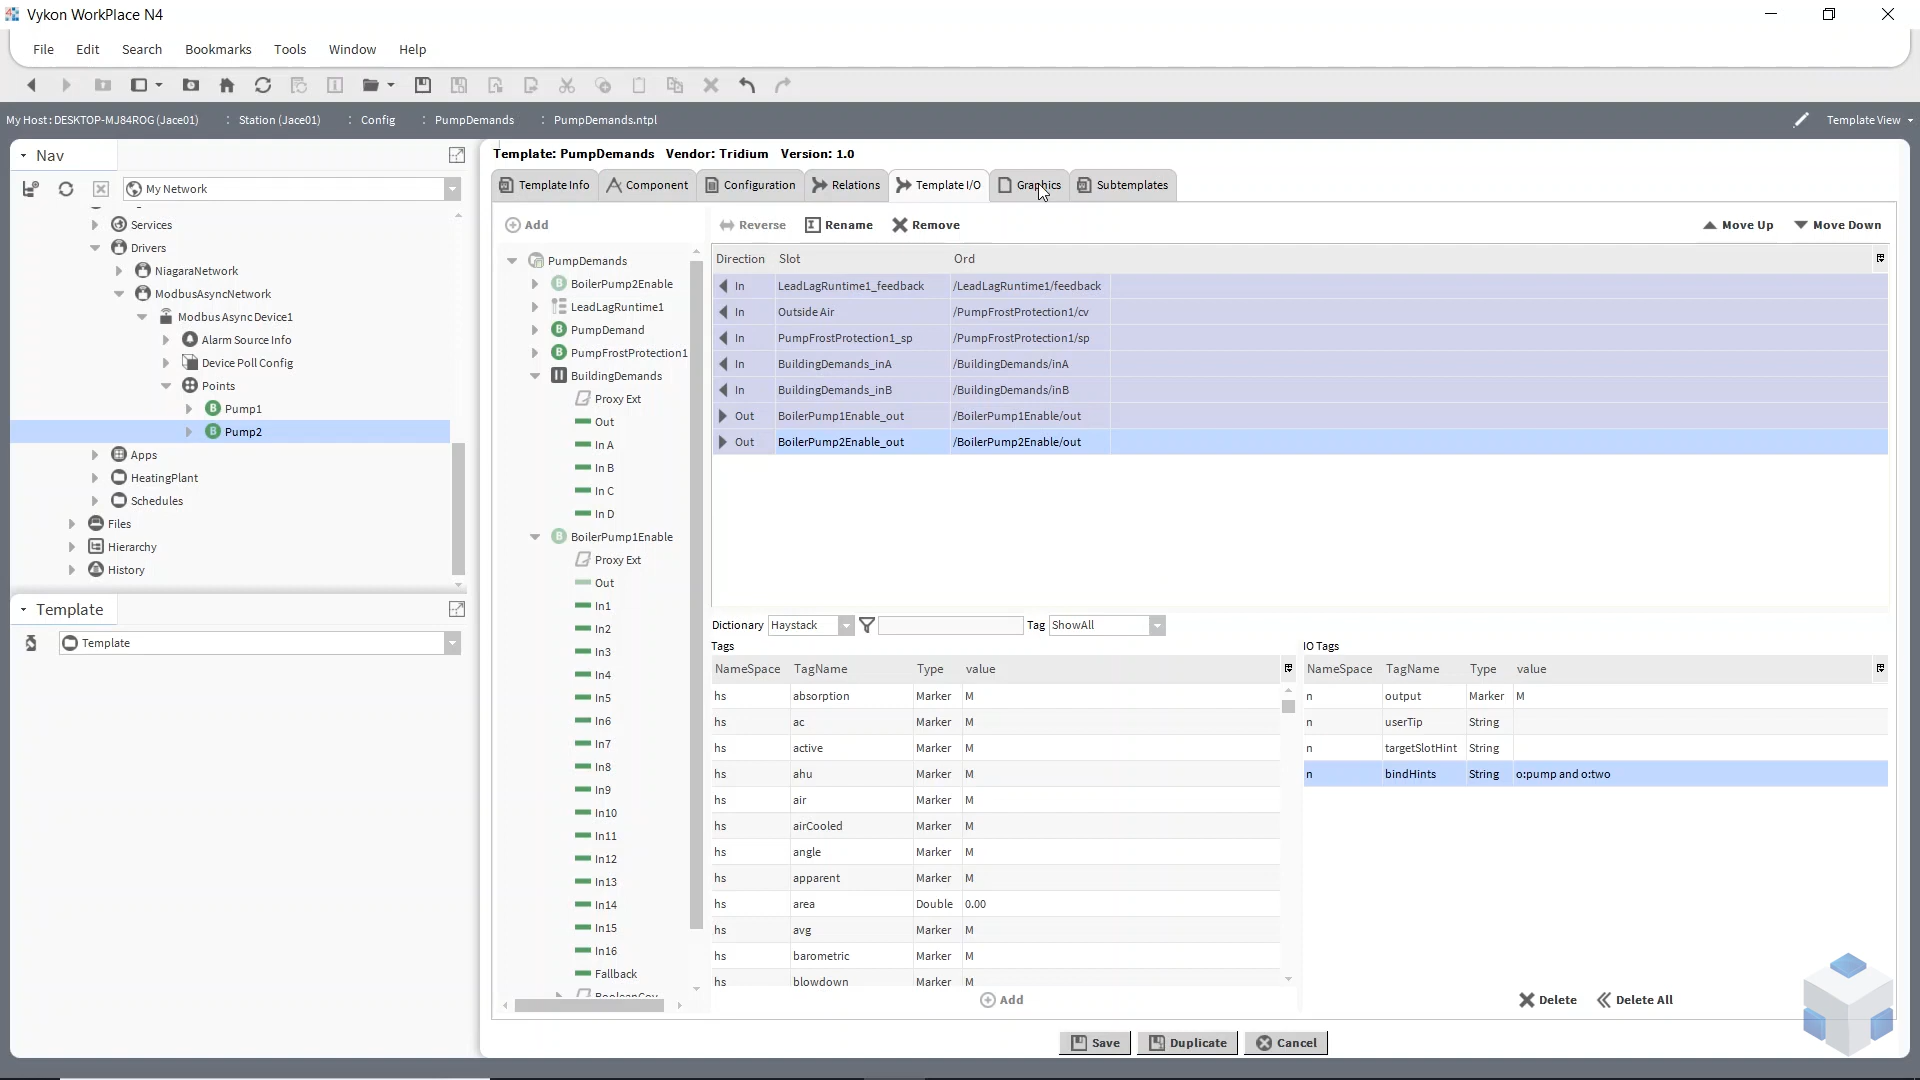 Vykon WorkPlace N4
File Edit Search Bookmarks Tools Window Help
My Host : DESKTOP-MJ84ROG (Jace01) : Station (Jace01) : Config : PumpDemands : PumpDemands.ntpl Template View
Nav
My Network
Services
Drivers
NiagaraNetwork
ModbusAsyncNetwork
Modbus Async Device1
Alarm Source Info
Device Poll Config
Points
B Pump1
B Pump2
Apps
HeatingPlant
Schedules
Files
Hierarchy
History
Template
Template
Template: PumpDemands Vendor: Tridium Version: 1.0
Template Info Component Configuration Relations Template I/O Graphics Subtemplates
Add
Reverse Rename Remove Move Up Move Down
PumpDemands
B BoilerPump2Enable
LeadLagRuntime1
B PumpDemand
B PumpFrostProtection1
BuildingDemands
Proxy Ext
Out
In A
In B
In C
In D
B BoilerPump1Enable
Proxy Ext
Out
In1
In2
In3
In4
In5
In6
In7
In8
In9
In10
In11
In12
In13
In14
In15
In16
Fallback
BooleanCov
Direction Slot Ord
In LeadLagRuntime1_feedback /LeadLagRuntime1/feedback
In Outside Air /PumpFrostProtection1/cv
In PumpFrostProtection1_sp /PumpFrostProtection1/sp
In BuildingDemands_inA /BuildingDemands/inA
In BuildingDemands_inB /BuildingDemands/inB
Out BoilerPump1Enable_out /BoilerPump1Enable/out
Out BoilerPump2Enable_out /BoilerPump2Enable/out
Dictionary Haystack Tag ShowAll
Tags
NameSpace TagName Type value
hs absorption Marker M
hs ac Marker M
hs active Marker M
hs ahu Marker M
hs air Marker M
hs airCooled Marker M
hs angle Marker M
hs apparent Marker M
hs area Double 0.00
hs avg Marker M
hs barometric Marker M
hs blowdown Marker M
Add
IO Tags
NameSpace TagName Type value
n output Marker M
n userTip String
n targetSlotHint String
n bindHints String o:pump and o:two
Delete Delete All
Save Duplicate Cancel